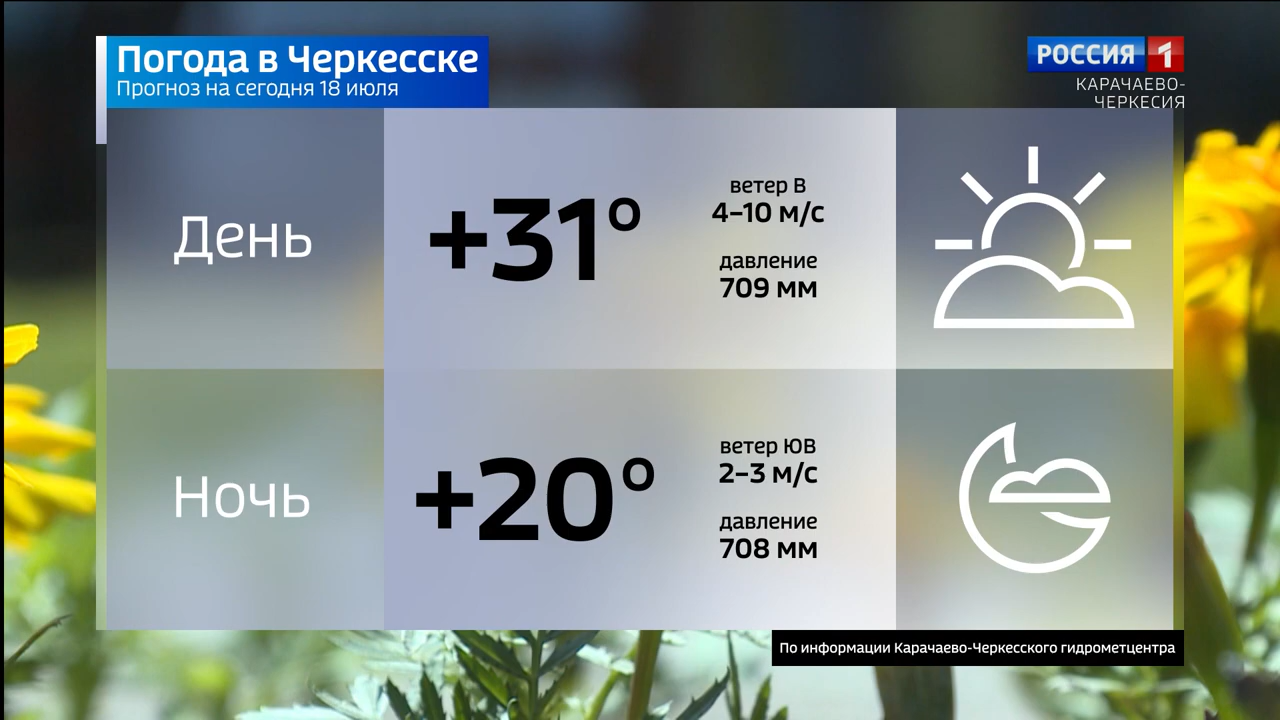 Погода в Черкесске
Прогноз на сегодня 18 июля
РОССИЯ 1
КАРАЧАЕВО-
ЧЕРКЕСИЯ
День
+31°
ветер В
4–10 м/с
давление
709 мм
Ночь
+20°
ветер ЮВ
2–3 м/с
давление
708 мм
По информации Карачаево-Черкесского гидрометцентра